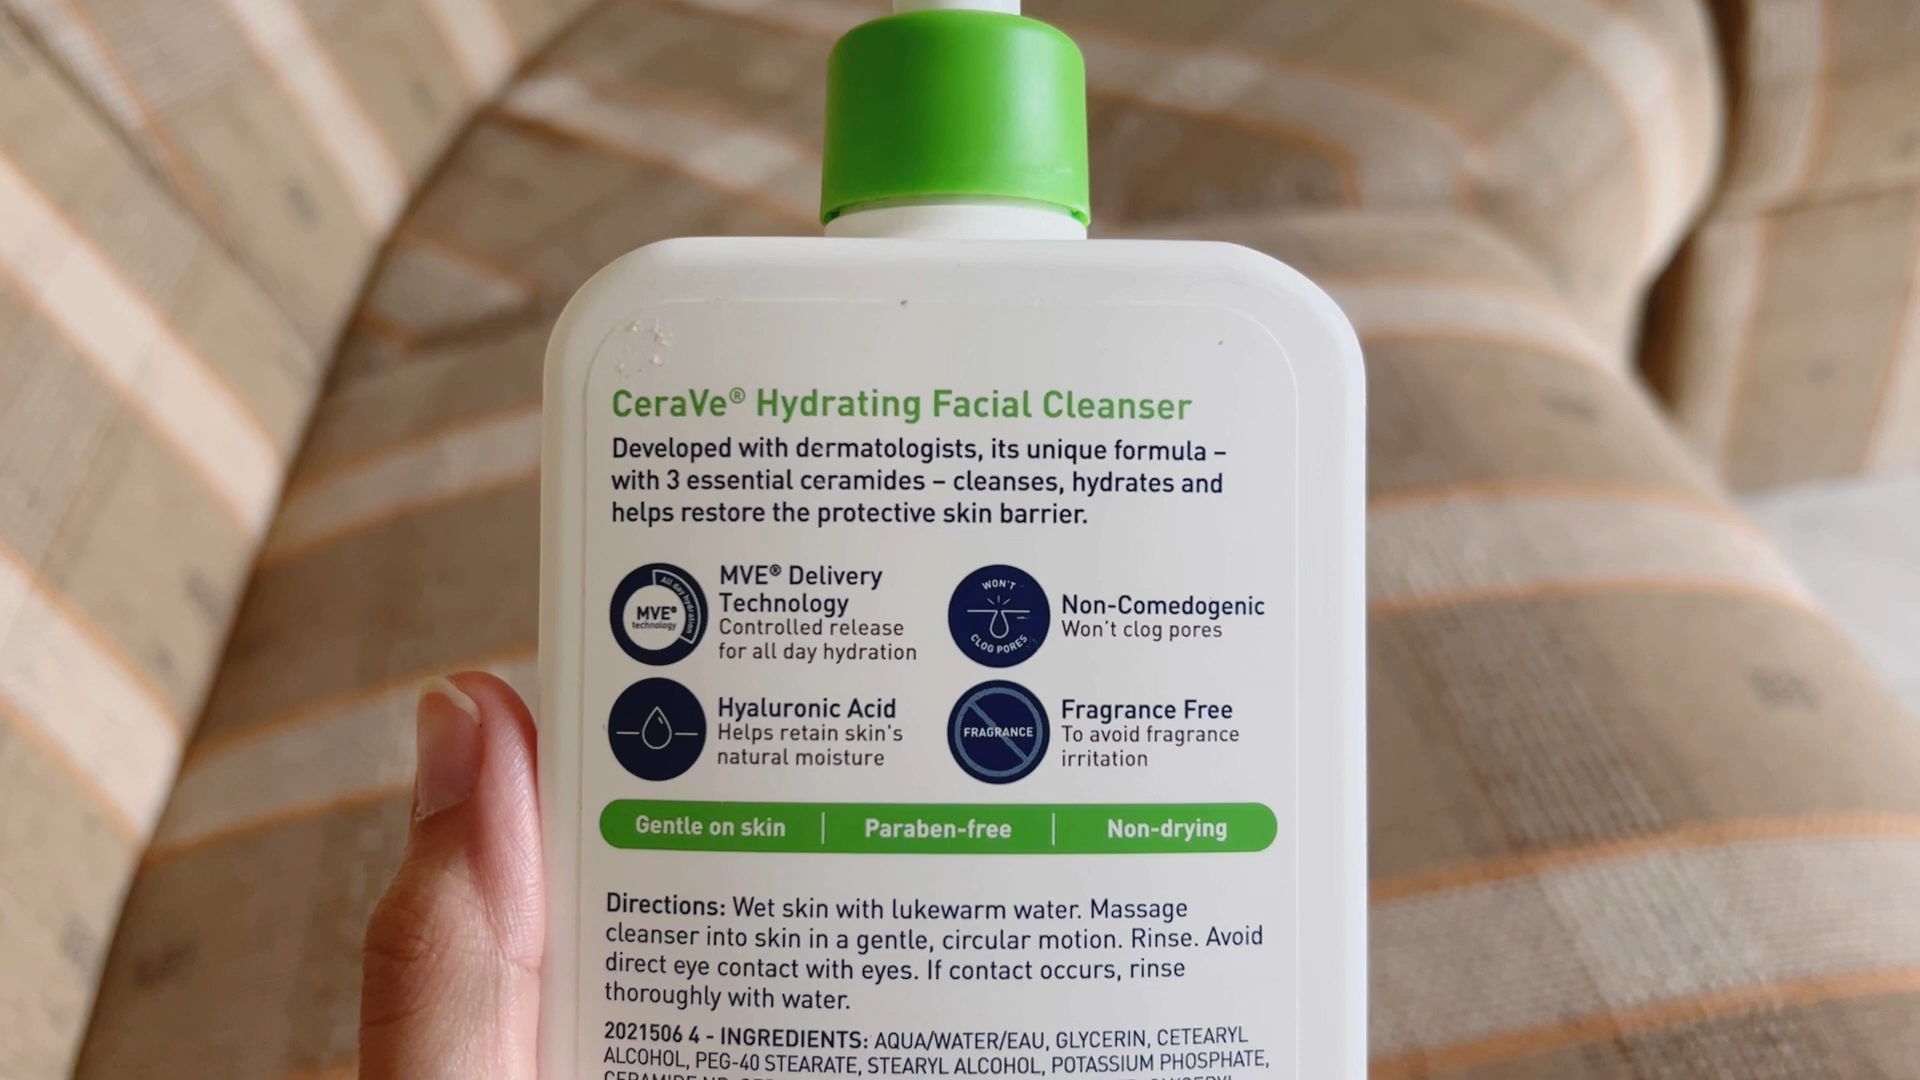 CeraVe® Hydrating Facial Cleanser
Developed with dermatologists, its unique formula –
with 3 essential ceramides – cleanses, hydrates and
helps restore the protective skin barrier.
All day hydration
MVE®
technology
MVE® Delivery
Technology
Controlled release
for all day hydration
WON'T
CLOG PORES
Non-Comedogenic
Won't clog pores
Hyaluronic Acid
Helps retain skin's
natural moisture
FRAGRANCE
Fragrance Free
To avoid fragrance
irritation
Gentle on skin | Paraben-free | Non-drying
Directions: Wet skin with lukewarm water. Massage
cleanser into skin in a gentle, circular motion. Rinse. Avoid
direct eye contact with eyes. If contact occurs, rinse
thoroughly with water.
2021506 4 - INGREDIENTS: AQUA/WATER/EAU, GLYCERIN, CETEARYL
ALCOHOL, PEG-40 STEARATE, STEARYL ALCOHOL, POTASSIUM PHOSPHATE,